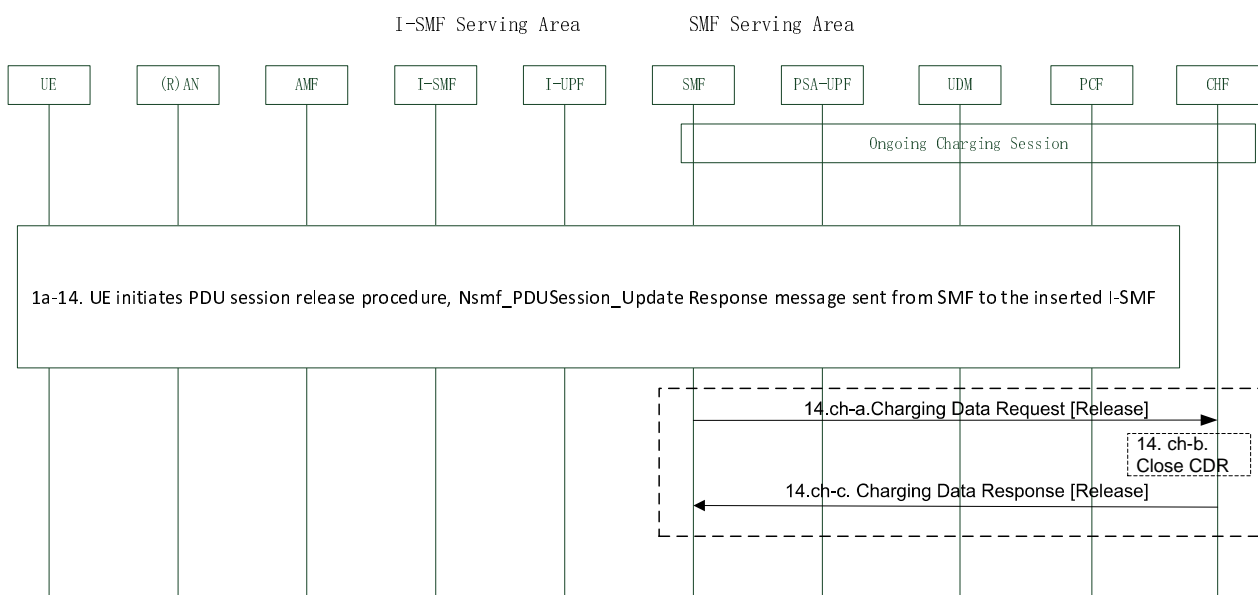 I-SMF Serving Area
SMF Serving Area
UE
(R)AN
AMF
I-SMF
I-UPF
SMF
PSA-UPF
UDM
PCF
CHF
Ongoing Charging Session
1a-14. UE initiates PDU session release procedure, Nsmf_PDUSession_Update Response message sent from SMF to the inserted I-SMF
14.ch-a.Charging Data Request [Release]
14. ch-b.
Close CDR
14.ch-c. Charging Data Response [Release]